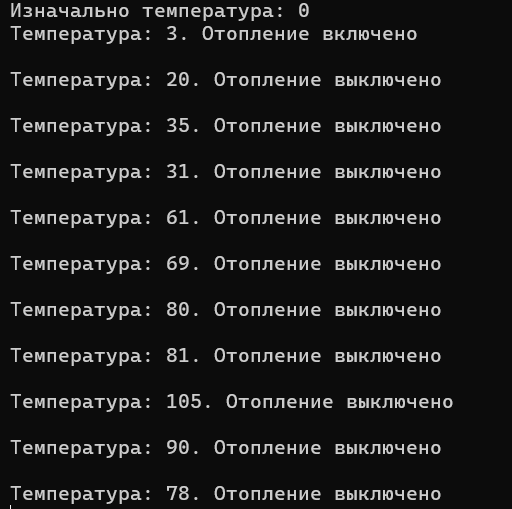 Изначально температура: 0
Температура: 3. Отопление включено
Температура: 20. Отопление выключено
Температура: 35. Отопление выключено
Температура: 31. Отопление выключено
Температура: 61. Отопление выключено
Температура: 69. Отопление выключено
Температура: 80. Отопление выключено
Температура: 81. Отопление выключено
Температура: 105. Отопление выключено
Температура: 90. Отопление выключено
Температура: 78. Отопление выключено